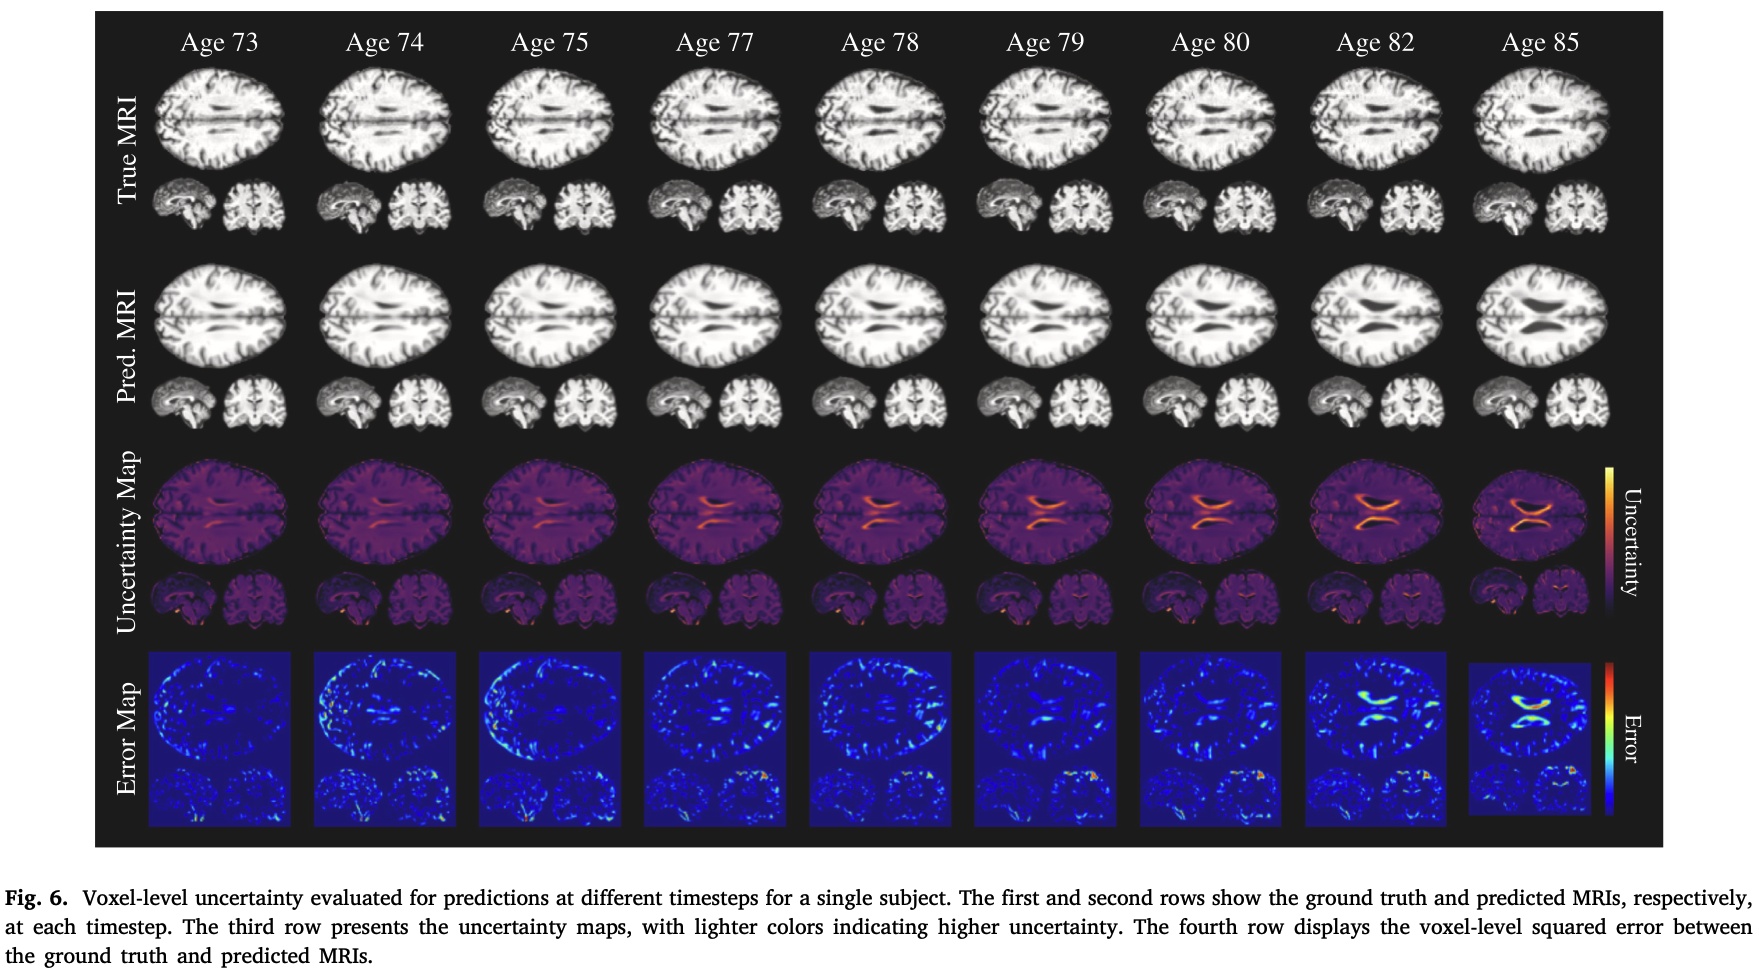 Age 73 Age 74 Age 75 Age 77 Age 78 Age 79 Age 80 Age 82 Age 85
True MRI
Pred. MRI
Uncertainty Map
Uncertainty
Error Map
Error
Fig. 6. Voxel-level uncertainty evaluated for predictions at different timesteps for a single subject. The first and second rows show the ground truth and predicted MRIs, respectively,
at each timestep. The third row presents the uncertainty maps, with lighter colors indicating higher uncertainty. The fourth row displays the voxel-level squared error between
the ground truth and predicted MRIs.